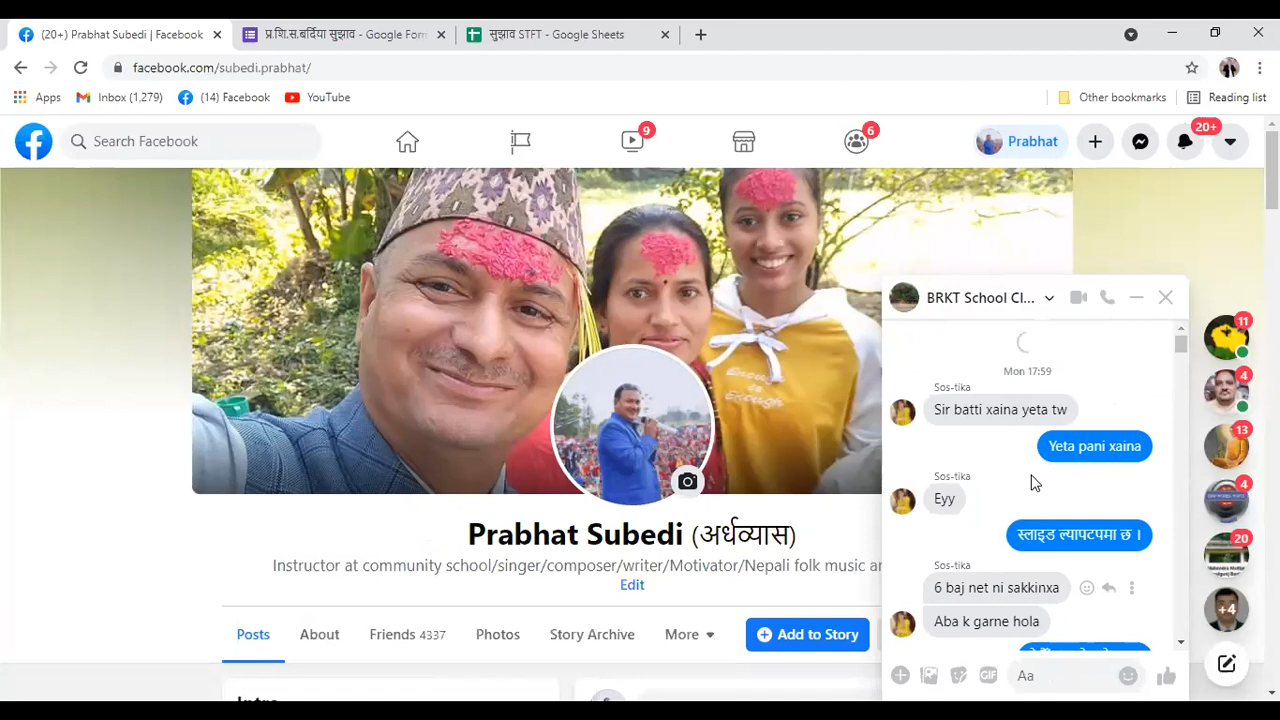 (20+) Prabhat Subedi | Facebook
प्र.शि.स.बर्दिया सुझाव - Google Forr
सुझाव STFT - Google Sheets
facebook.com/subedi.prabhat/
Apps
Inbox (1,279)
(14) Facebook
YouTube
Other bookmarks
Reading list
Search Facebook
9
6
Prabhat
20+
BRKT School Cl...
Mon 17:59
Sos-tika
Sir batti xaina yeta tw
Yeta pani xaina
Sos-tika
Eyy
स्लाइड ल्यापटपमा छ ।
Sos-tika
6 baj net ni sakkinxa
Aba k garne hola
Aa
GIF
11
4
13
4
20
+4
Prabhat Subedi (अर्धव्यास)
Instructor at community school/singer/composer/writer/Motivator/Nepali folk music a
Edit
Posts
About
Friends 4337
Photos
Story Archive
More
Add to Story